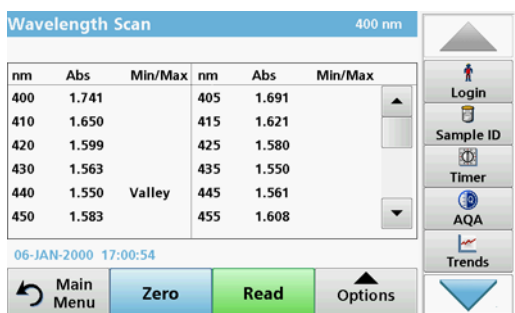 Wavelength Scan 400 nm
nm Abs Min/Max nm Abs Min/Max
400 1.741 405 1.691
410 1.650 415 1.621
420 1.599 425 1.580
430 1.563 435 1.550
440 1.550 Valley 445 1.561
450 1.583 455 1.608
06-JAN-2000 17:00:54
Main Menu
Zero
Read
Options
Login
Sample ID
Timer
AQA
Trends